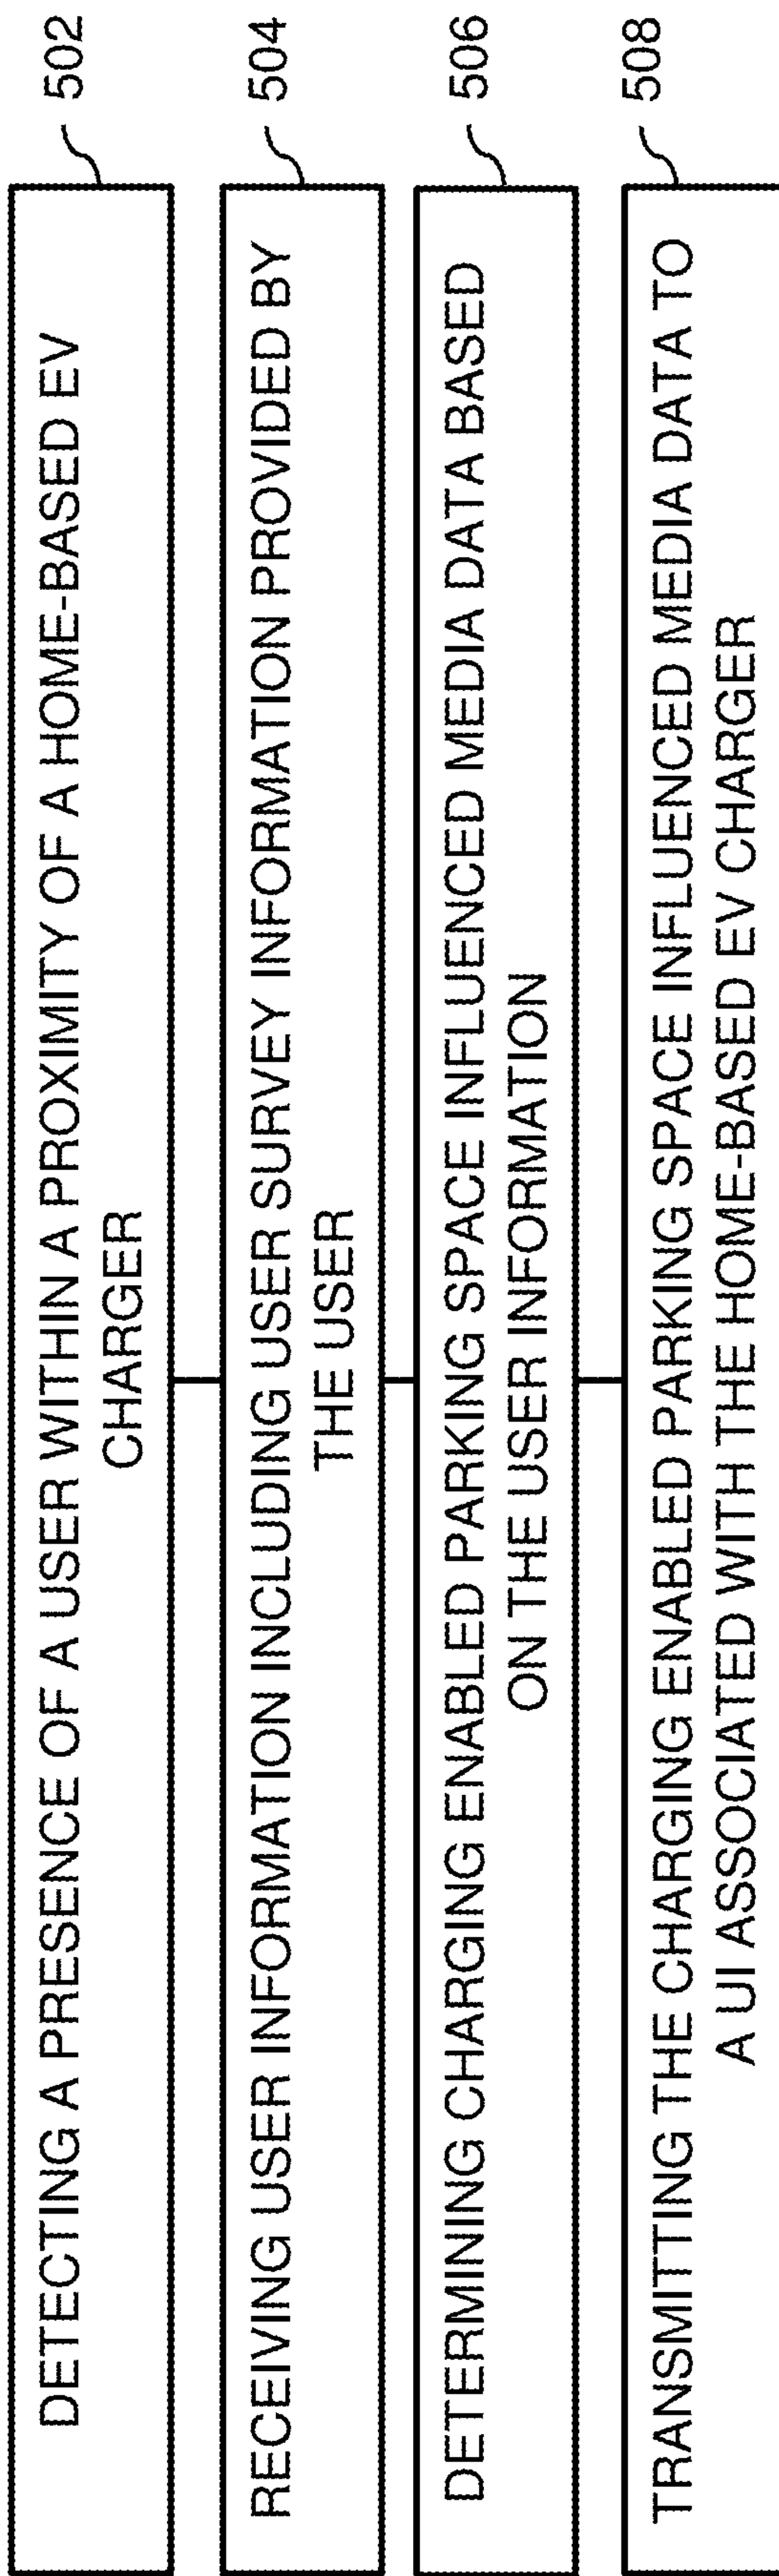 DETECTING A PRESENCE OF A USER WITHIN A PROXIMITY OF A HOME-BASED EV
CHARGER
502
RECEIVING USER INFORMATION INCLUDING USER SURVEY INFORMATION PROVIDED BY
THE USER
504
DETERMINING CHARGING ENABLED PARKING SPACE INFLUENCED MEDIA DATA BASED
ON THE USER INFORMATION
506
TRANSMITTING THE CHARGING ENABLED PARKING SPACE INFLUENCED MEDIA DATA TO
A UI ASSOCIATED WITH THE HOME-BASED EV CHARGER
508